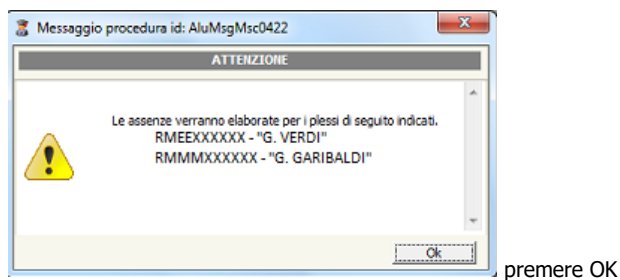 Messaggio procedura id: AluMsgMsc0422
ATTENZIONE
Le assenze verranno elaborate per i plessi di seguito indicati.
RMEEXXXXXX - "G. VERDI"
RMMMXXXXXX - "G. GARIBALDI"
Ok
premere OK